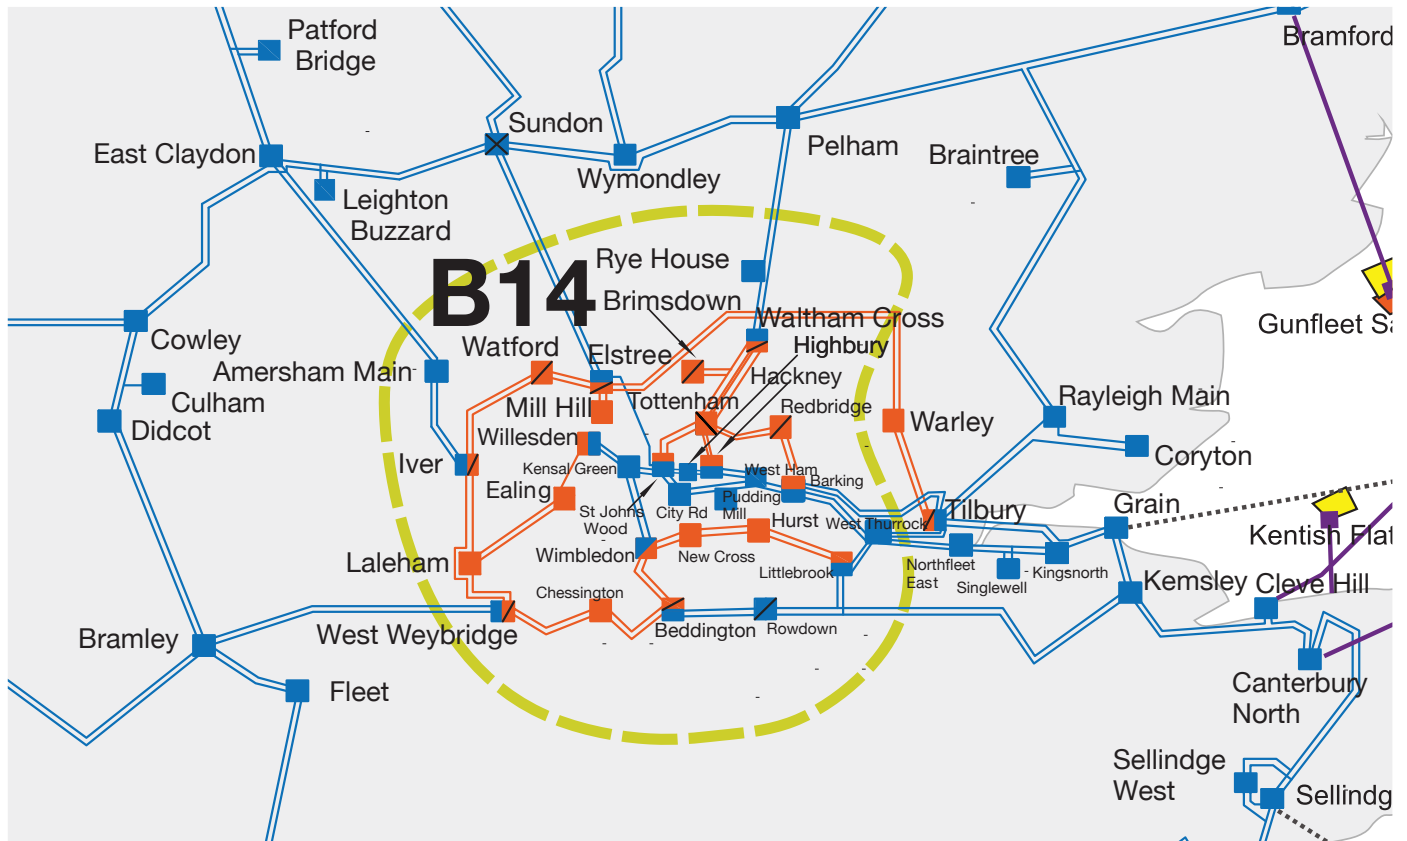 Patford
Bridge
Bramford
Sundon
East Claydon
Pelham
Braintree
Wymondley
Leighton
Buzzard
B14
Rye House
Brimsdown
Waltham Cross
Gunfleet Sa
Cowley
Watford
Elstree
Highbury
Amersham Main
Hackney
Culham
Mill Hill
Tottenham
Redbridge
Rayleigh Main
Didcot
Willesden
Warley
Iver
Kensal Green
West Ham
Barking
Coryton
Ealing
Pudding
Mill
St Johns
Wood
City Rd
Tilbury
Grain
Hurst
West Thurrock
Kentish Flat
Wimbledon
New Cross
Laleham
Littlebrook
Northfleet
East
Singlewell
Kingsnorth
Kemsley
Cleve Hill
Chessington
Bramley
West Weybridge
Beddington
Rowdown
Fleet
Canterbury
North
Sellindge
West
Sellindg